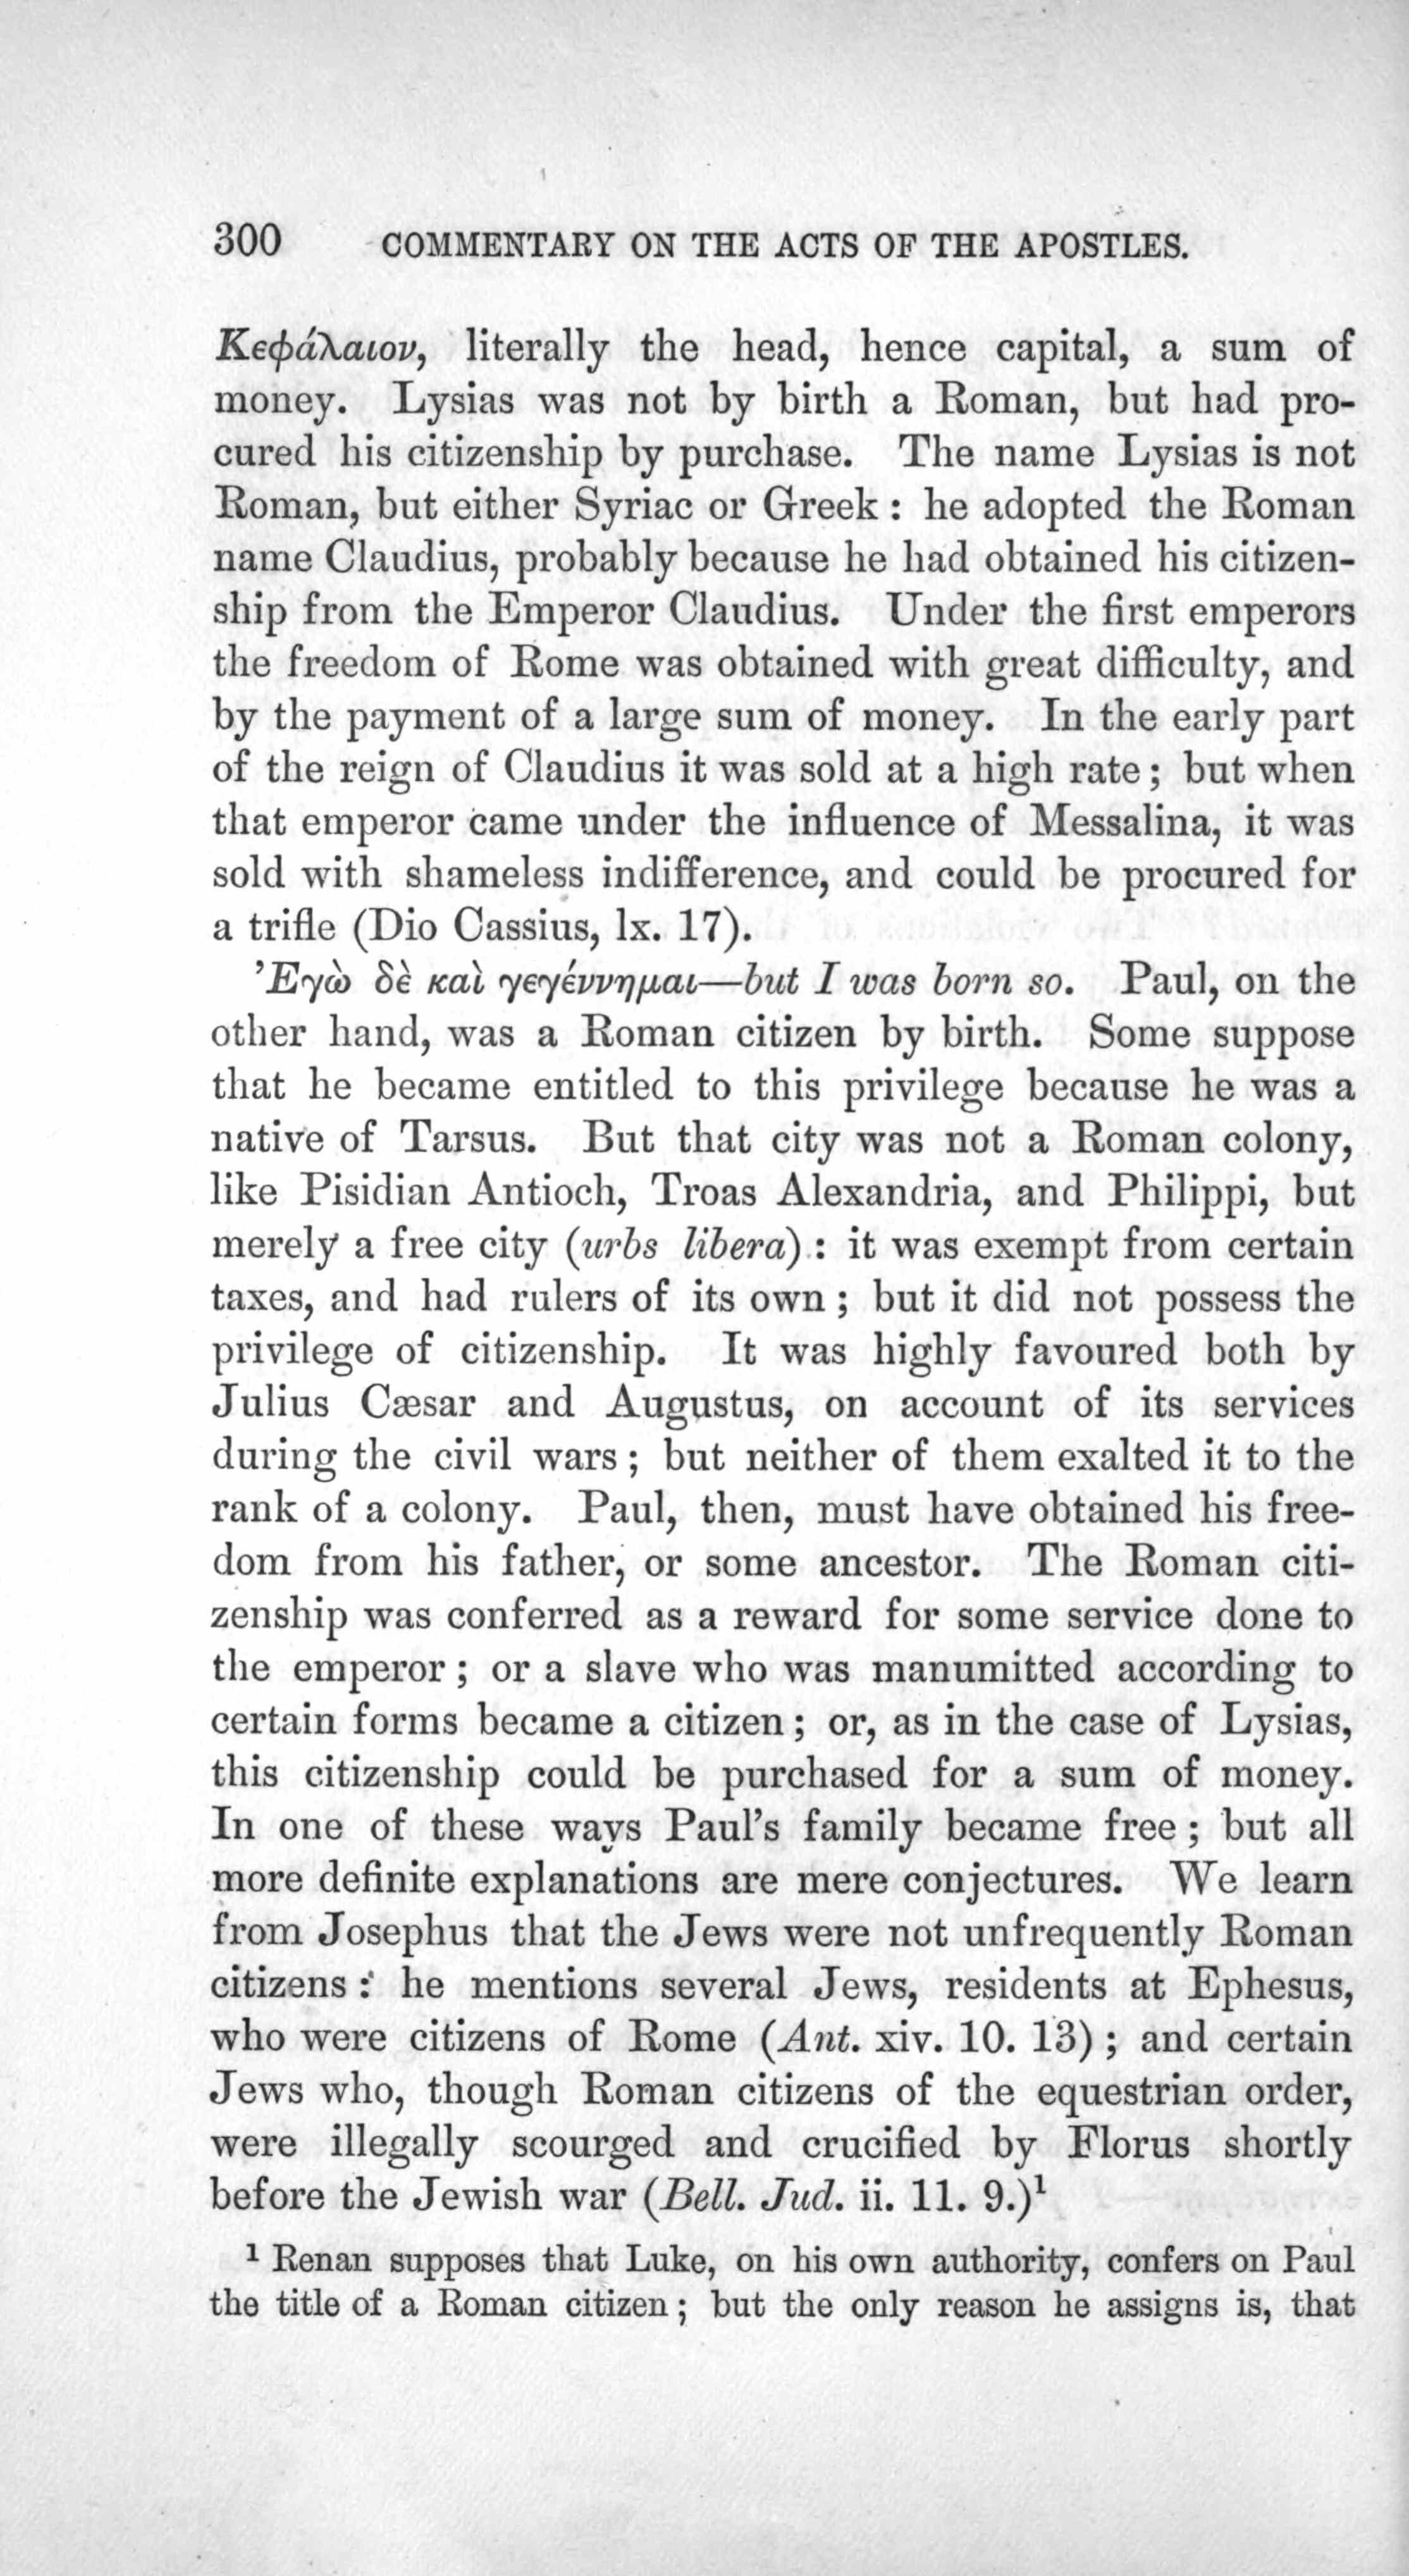 300 COMMENTARY ON THE ACTS OF THE APOSTLES.
Κεφάλαιον, literally the head, hence capital, a sum of
money. Lysias was not by birth a Roman, but had pro-
cured his citizenship by purchase. The name Lysias is not
Roman, but either Syriac or Greek : he adopted the Roman
name Claudius, probably because he had obtained his citizen-
ship from the Emperor Claudius. Under the first emperors
the freedom of Rome was obtained with great difficulty, and
by the payment of a large sum of money. In the early part
of the reign of Claudius it was sold at a high rate ; but when
that emperor came under the influence of Messalina, it was
sold with shameless indifference, and could be procured for
a trifle (Dio Cassius, lx. 17).
Ἐγὼ δὲ καὶ γεγέννημαι—but I was born so. Paul, on the
other hand, was a Roman citizen by birth. Some suppose
that he became entitled to this privilege because he was a
native of Tarsus. But that city was not a Roman colony,
like Pisidian Antioch, Troas Alexandria, and Philippi, but
merely a free city (urbs libera) : it was exempt from certain
taxes, and had rulers of its own ; but it did not possess the
privilege of citizenship. It was highly favoured both by
Julius Cæsar and Augustus, on account of its services
during the civil wars ; but neither of them exalted it to the
rank of a colony. Paul, then, must have obtained his free-
dom from his father, or some ancestor. The Roman citi-
zenship was conferred as a reward for some service done to
the emperor ; or a slave who was manumitted according to
certain forms became a citizen ; or, as in the case of Lysias,
this citizenship could be purchased for a sum of money.
In one of these ways Paul's family became free ; but all
more definite explanations are mere conjectures. We learn
from Josephus that the Jews were not unfrequently Roman
citizens : he mentions several Jews, residents at Ephesus,
who were citizens of Rome (Ant. xiv. 10. 13) ; and certain
Jews who, though Roman citizens of the equestrian order,
were illegally scourged and crucified by Florus shortly
before the Jewish war (Bell. Jud. ii. 11. 9.)¹
¹ Renan supposes that Luke, on his own authority, confers on Paul
the title of a Roman citizen ; but the only reason he assigns is, that